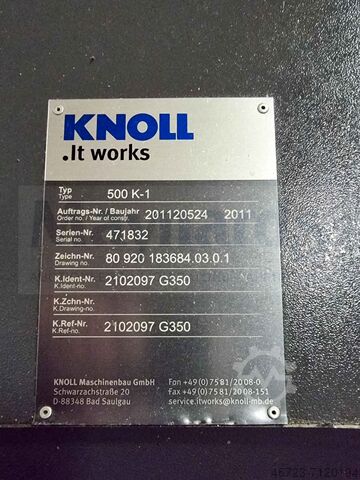 KNOLL
.It works
Typ 500 K-1
Type
Auftrags-Nr. / Baujahr 201120524 2011
Order no. / Year of constr.
Serien-Nr. 471832
Serial no.
Zeichn-Nr. 80 920 183684.03.0.1
Drawing no.
K.Ident-Nr. 2102097 G350
K.Ident-no.
K.Zchn-Nr.
K.Drawing-no.
K.Ref-Nr. 2102097 G350
K.Ref-No.
KNOLL Maschinenbau GmbH Fon +49(0)7581/2008-0
Schwarzachstraße 20 Fax +49(0)7581/2008-151
D-88348 Bad Saulgau service.itworks@knoll-mb.de